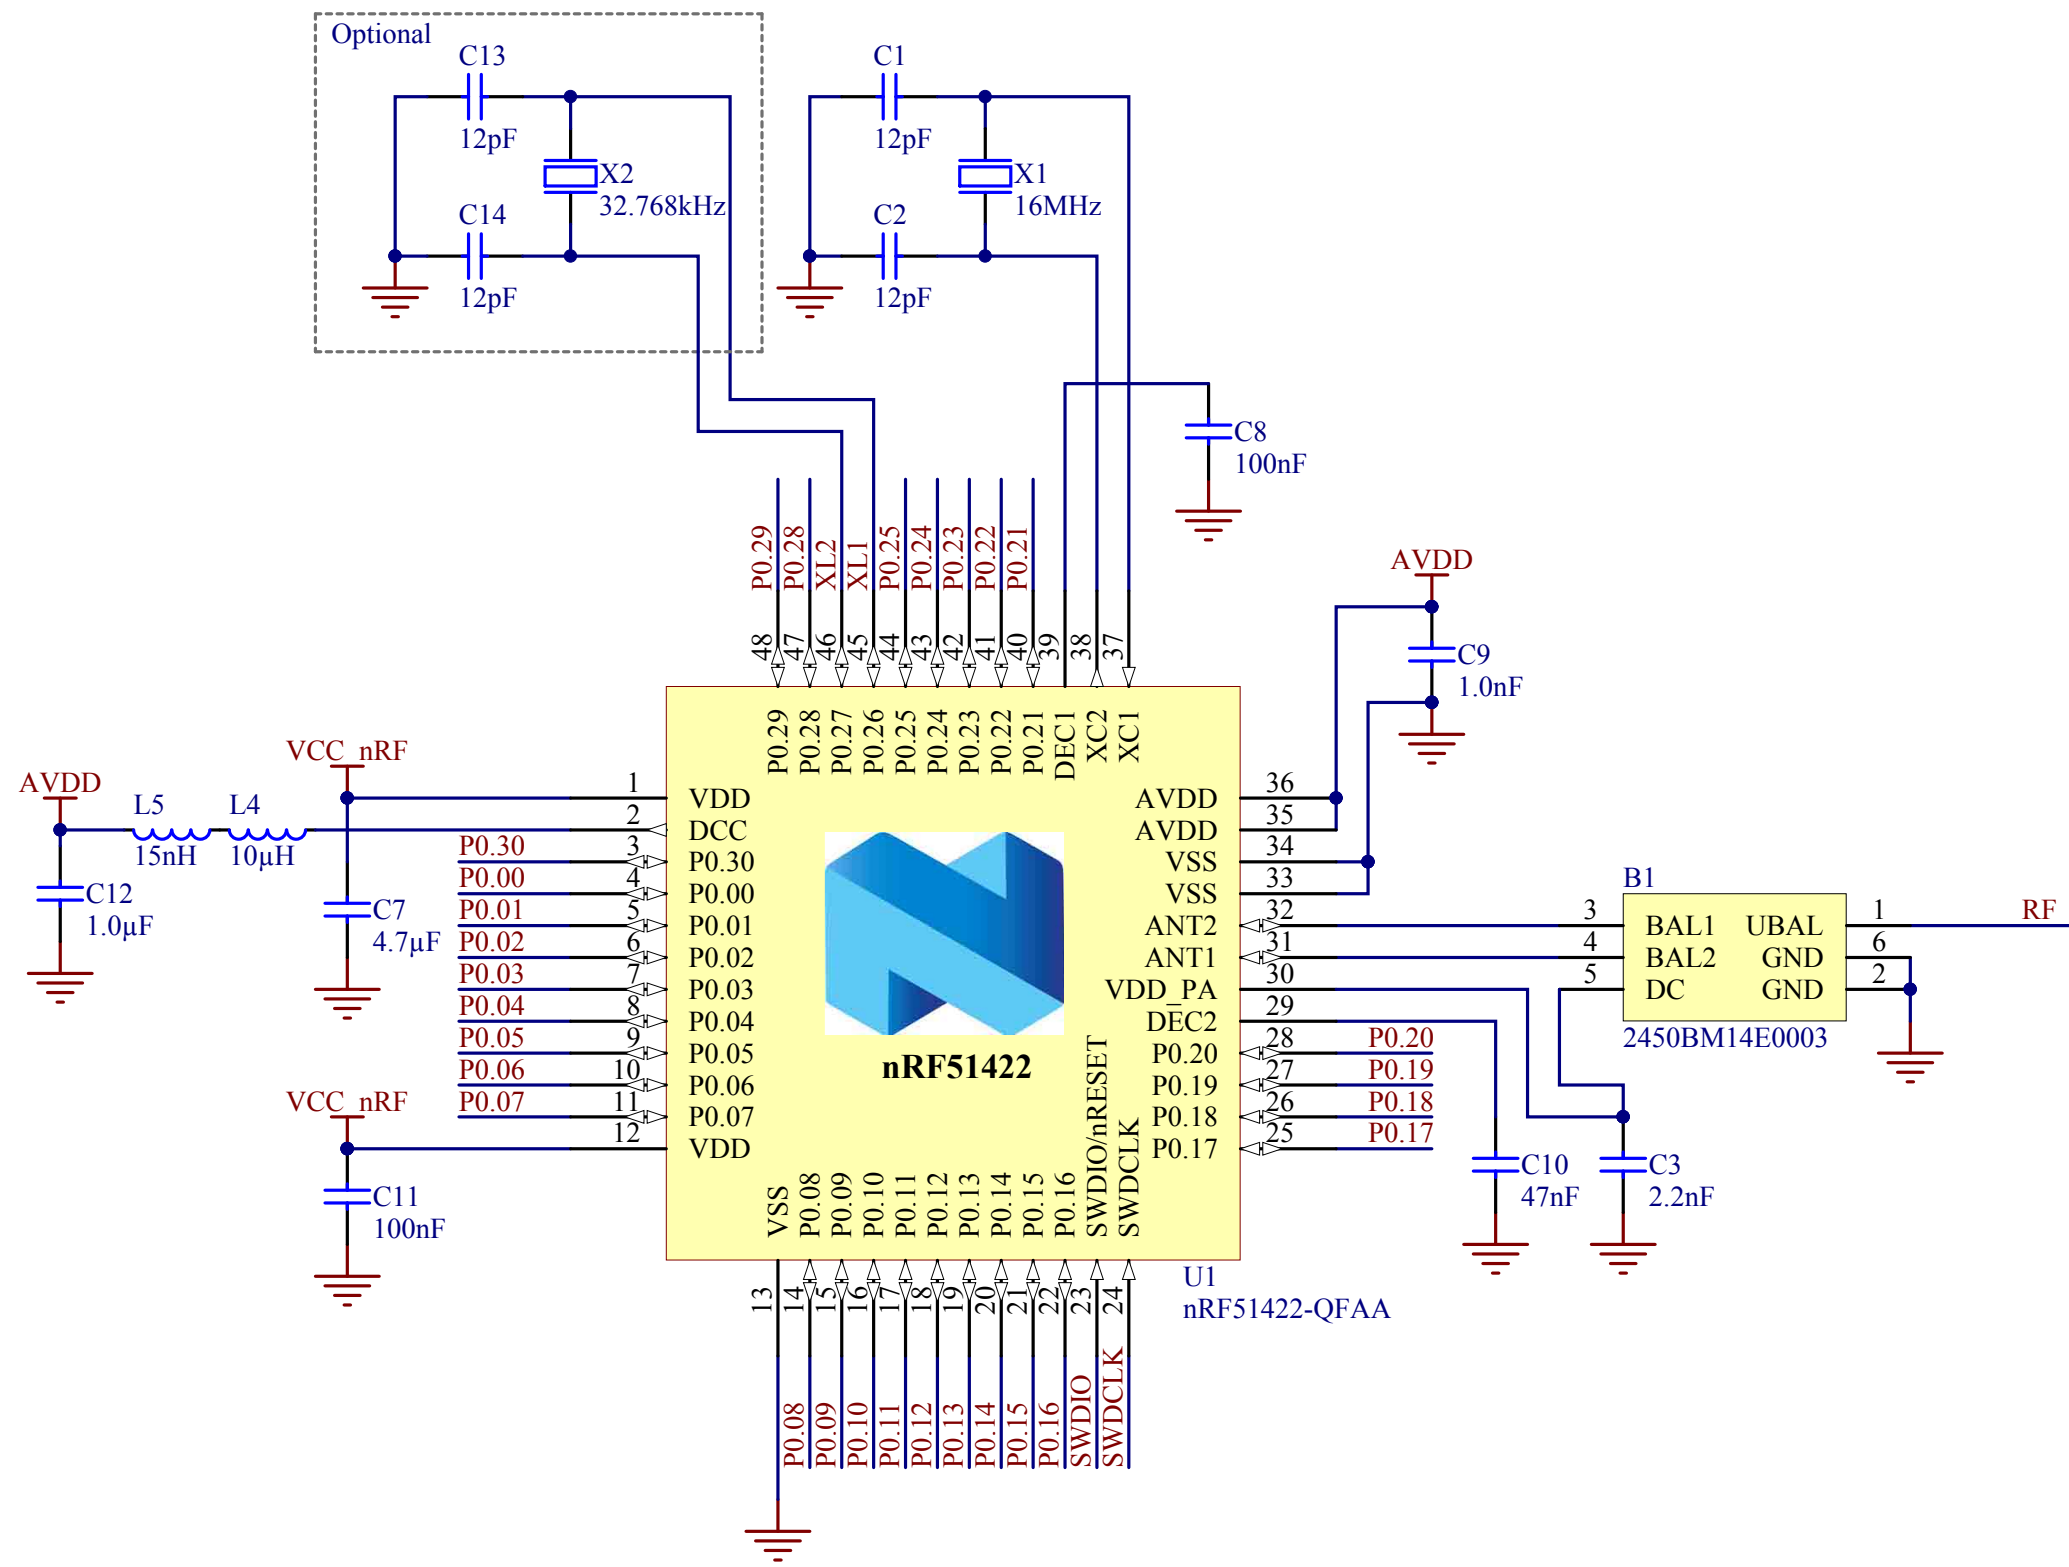 Optional
C13
12pF
X2
32.768kHz
C14
12pF
C1
12pF
X1
16MHz
C2
12pF
C8
100nF
P0.29
P0.28
XL2
XL1
P0.25
P0.24
P0.23
P0.22
P0.21
48
47
46
45
44
43
42
41
40
39
38
37
P0.29
P0.28
P0.27
P0.26
P0.25
P0.24
P0.23
P0.22
P0.21
DEC1
XC2
XC1
AVDD
C9
1.0nF
VCC_nRF
AVDD
L5
15nH
L4
10µH
C12
1.0µF
C7
4.7µF
VCC_nRF
C11
100nF
P0.30
P0.00
P0.01
P0.02
P0.03
P0.04
P0.05
P0.06
P0.07
1 VDD
2 DCC
3 P0.30
4 P0.00
5 P0.01
6 P0.02
7 P0.03
8 P0.04
9 P0.05
10 P0.06
11 P0.07
12 VDD
nRF51422
AVDD 36
AVDD 35
VSS 34
VSS 33
ANT2 32
ANT1 31
VDD_PA 30
DEC2 29
P0.20 28 P0.20
P0.19 27 P0.19
P0.18 26 P0.18
P0.17 25 P0.17
B1
3 BAL1 UBAL 1 RF
4 BAL2 GND 6
5 DC GND 2
2450BM14E0003
C10
47nF
C3
2.2nF
VSS
P0.08
P0.09
P0.10
P0.11
P0.12
P0.13
P0.14
P0.15
P0.16
SWDIO/nRESET
SWDCLK
13
14
15
16
17
18
19
20
21
22
23
24
U1
nRF51422-QFAA
P0.08
P0.09
P0.10
P0.11
P0.12
P0.13
P0.14
P0.15
P0.16
SWDIO
SWDCLK